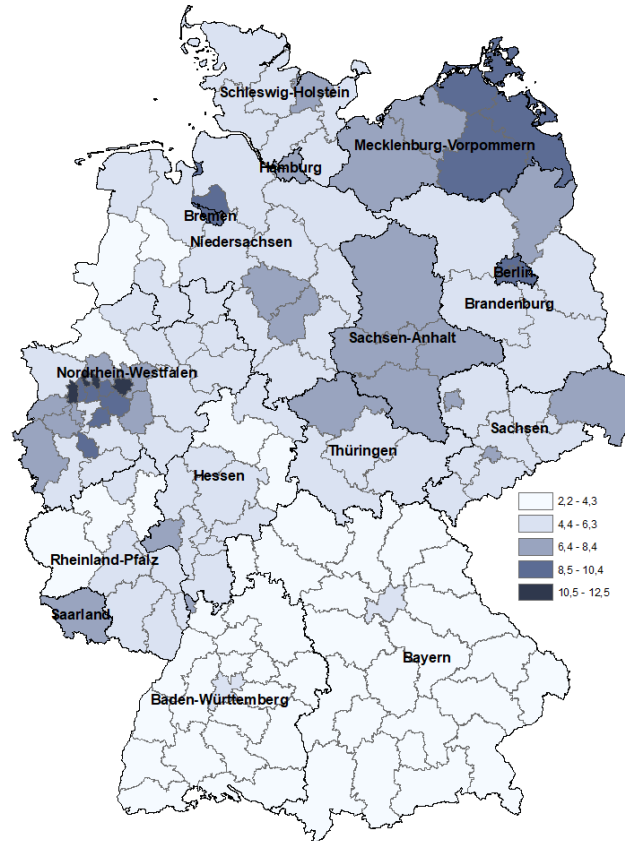 Schleswig-Holstein
Mecklenburg-Vorpommern
Hamburg
Bremen
Niedersachsen
Berlin
Brandenburg
Sachsen-Anhalt
Nordrhein-Westfalen
Sachsen
Thüringen
Hessen
2,2 - 4,3
4,4 - 6,3
6,4 - 8,4
8,5 - 10,4
10,5 - 12,5
Rheinland-Pfalz
Saarland
Bayern
Baden-Württemberg